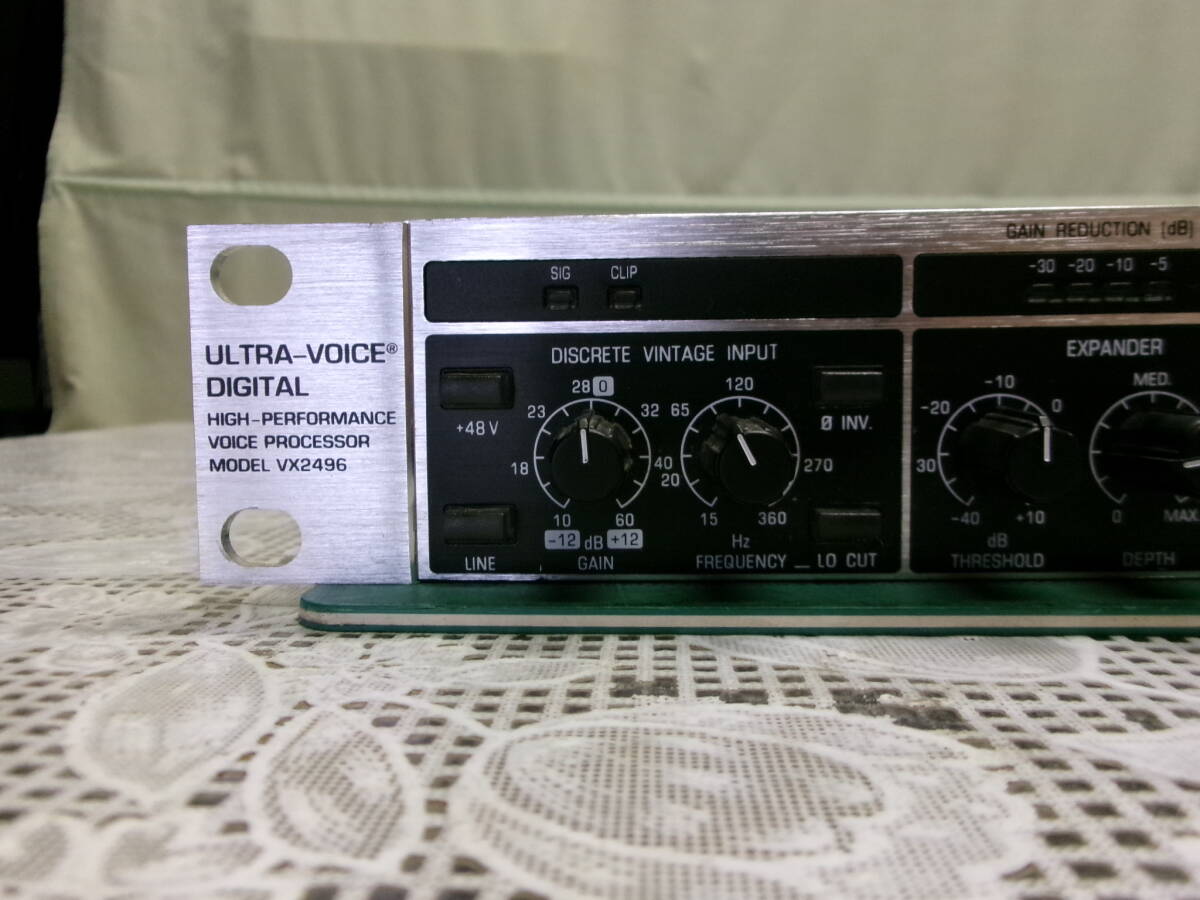 ULTRA-VOICE®
DIGITAL
HIGH-PERFORMANCE
VOICE PROCESSOR
MODEL VX2496
SIG CLIP
DISCRETE VINTAGE INPUT
+48 V
LINE
28 0
23 32
18 40
10 60
-12 dB +12
GAIN
120
65
20 270
15 360
Hz
FREQUENCY
Ø INV.
LO CUT
GAIN REDUCTION [dB]
-30 -20 -10 -5
EXPANDER
-10
-20 0
30
-40 +10
dB
THRESHOLD
MED.
0 MAX
DEPTH